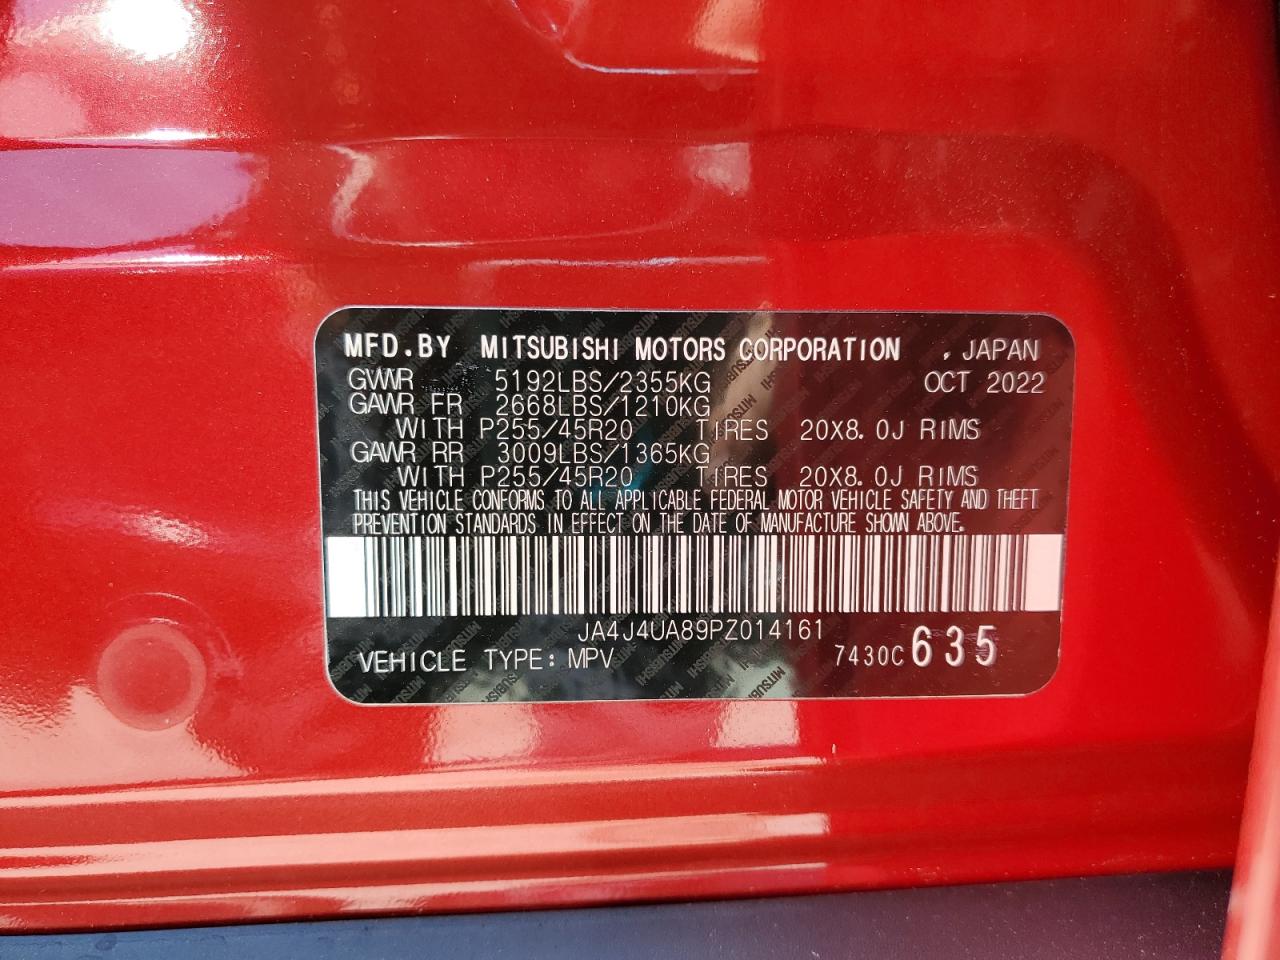 MFD.BY MITSUBISHI MOTORS CORPORATION , JAPAN
GVWR 5192LBS/2355KG OCT 2022
GAWR FR 2668LBS/1210KG
WITH P255/45R20 TIRES 20X8.0J RIMS
GAWR RR 3009LBS/1365KG
WITH P255/45R20 TIRES 20X8.0J RIMS
THIS VEHICLE CONFORMS TO ALL APPLICABLE FEDERAL MOTOR VEHICLE SAFETY AND THEFT
PREVENTION STANDARDS IN EFFECT ON THE DATE OF MANUFACTURE SHOWN ABOVE.
JA4J4UA89PZ014161
VEHICLE TYPE: MPV 7430C 635